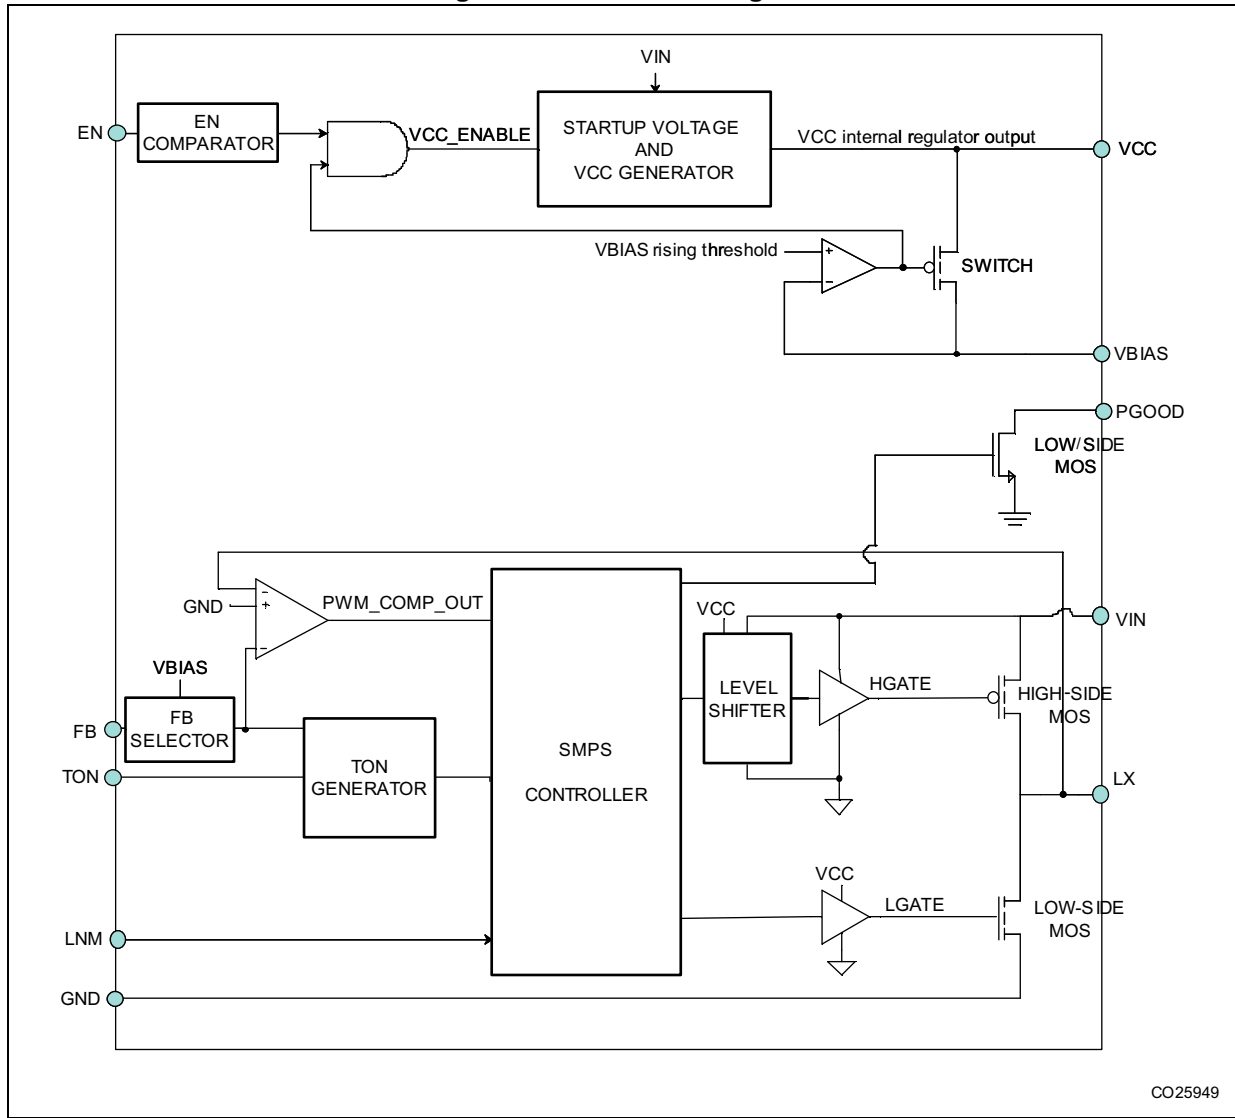 VIN
EN
EN
COMPARATOR
VCC_ENABLE
STARTUP VOLTAGE
AND
VCC GENERATOR
VCC internal regulator output
VCC
VBIAS rising threshold
+
-
SWITCH
VBIAS
PGOOD
LOW/SIDE
MOS
-
GND
+
-
PWM_COMP_OUT
VCC
VIN
VBIAS
FB
FB
SELECTOR
LEVEL
SHIFTER
HGATE
HIGH-SIDE
MOS
TON
TON
GENERATOR
SMPS
CONTROLLER
LX
VCC
LGATE
LOW-SIDE
MOS
LNM
GND
CO25949